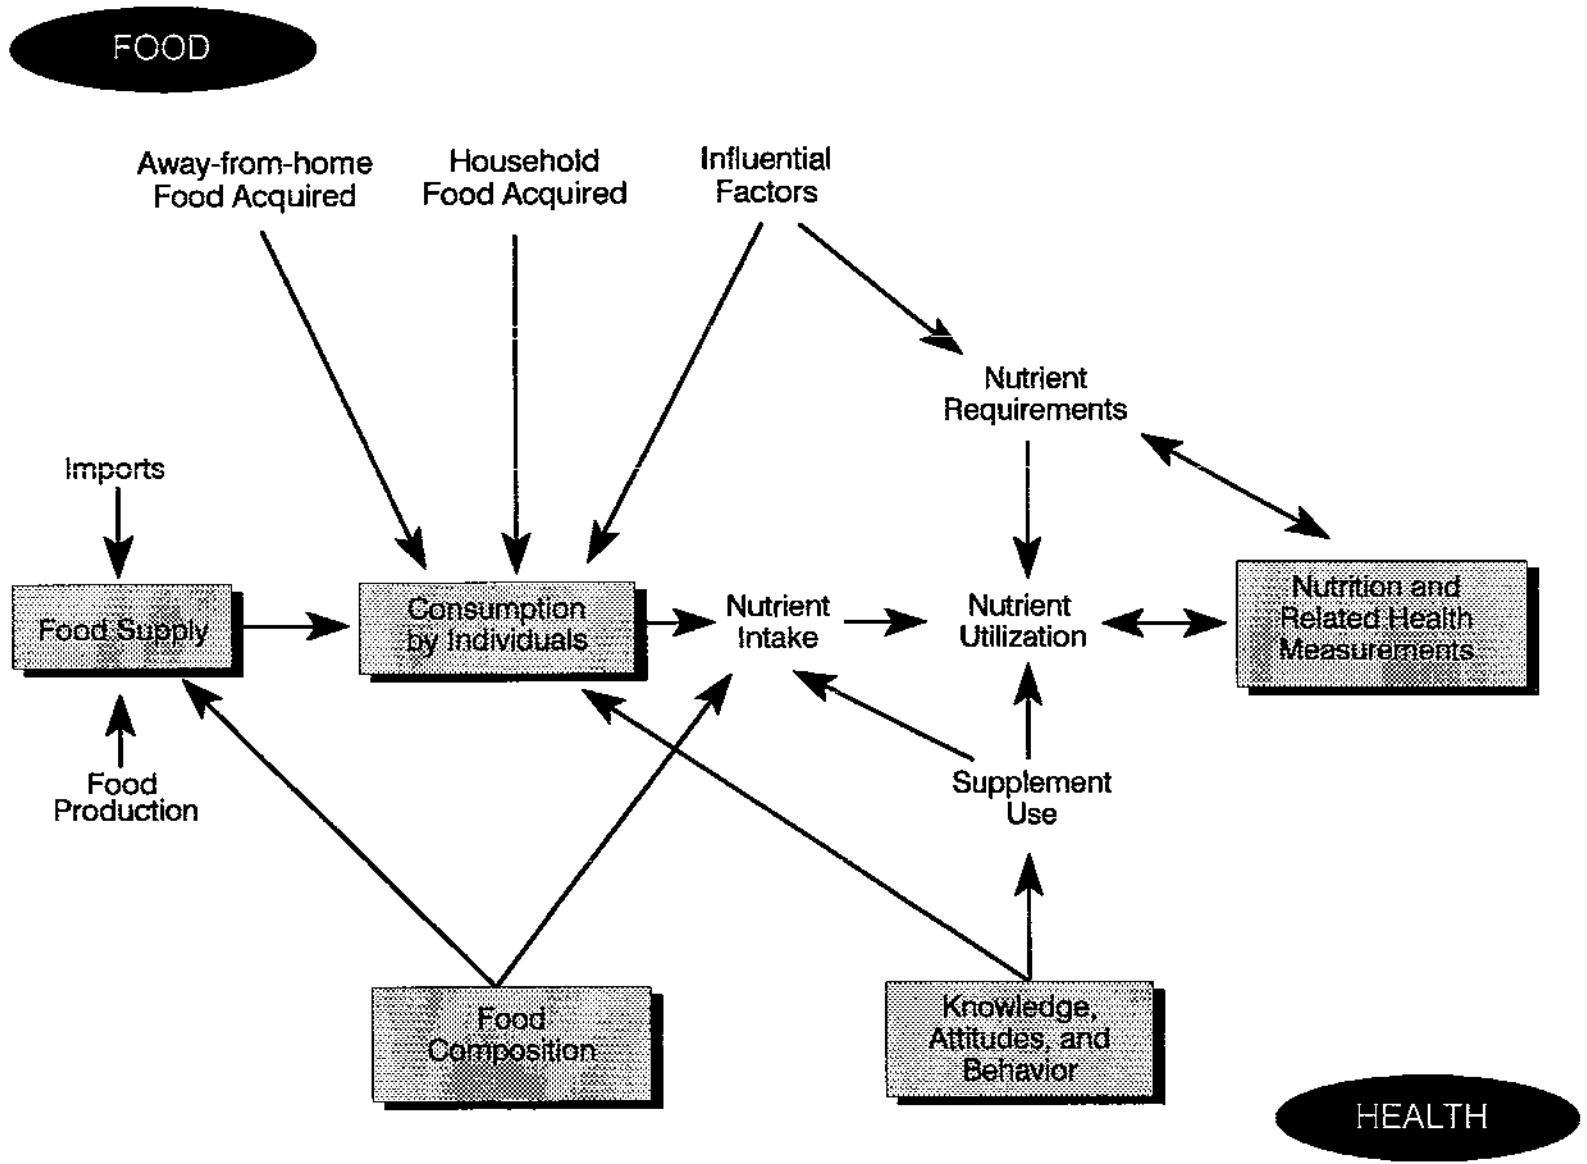 FOOD
Away-from-home
Food Acquired
Household
Food Acquired
Influential
Factors
Nutrient
Requirements
Imports
Food Supply
Consumption
by Individuals
Nutrient
Intake
Nutrient
Utilization
Nutrition and
Related Health
Measurements
Food
Production
Supplement
Use
Food
Composition
Knowledge,
Attitudes, and
Behavior
HEALTH